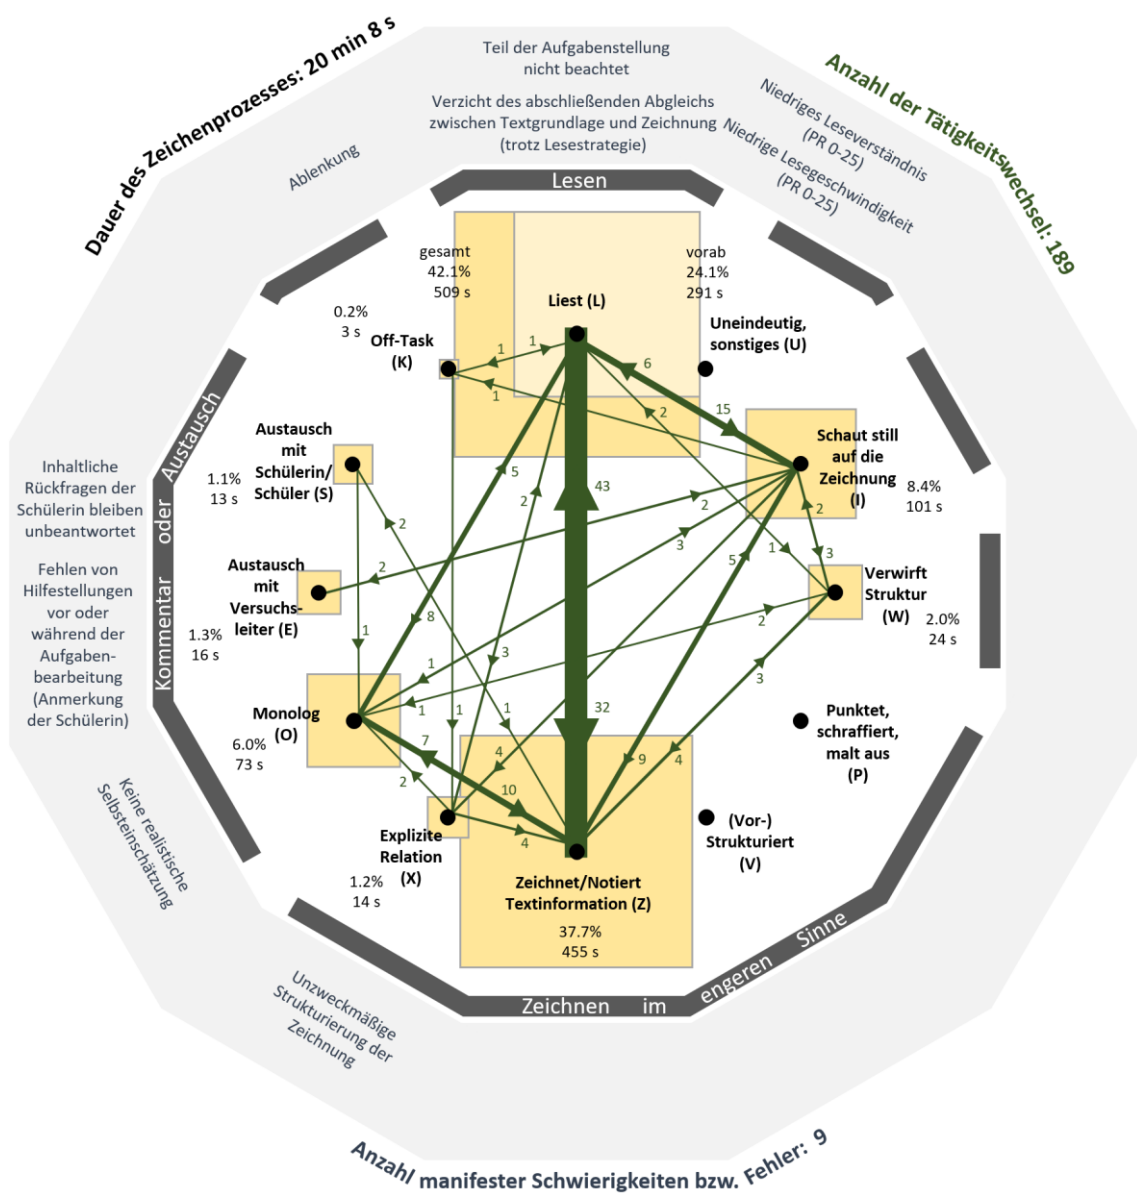 Dauer des Zeichenprozesses: 20 min 8 s
Anzahl der Tätigkeitswechsel: 189
Teil der Aufgabenstellung
nicht beachtet
Verzicht des abschließenden Abgleichs
zwischen Textgrundlage und Zeichnung
(trotz Lesestrategie)
Niedriges Leseverständnis
(PR 0-25)
Niedrige Lesegeschwindigkeit
(PR 0-25)
Ablenkung
Lesen
gesamt
42.1%
509 s
vorab
24.1%
291 s
Liest (L)
0.2%
3 s
Off-Task
(K)
Uneindeutig,
sonstiges (U)
1
1
1
6
15
2
Austausch
mit
Schülerin/
Schüler (S)
1.1%
13 s
Schaut still
auf die
Zeichnung
(I)
8.4%
101 s
Kommentar oder Austausch
Inhaltliche
Rückfragen der
Schülerin bleiben
unbeantwortet
5
2
43
2
2
2
3
5
1
2
3
Austausch
mit
Versuchs-
leiter (E)
1.3%
16 s
Verwirft
Struktur
(W)
2.0%
24 s
Fehlen von
Hilfestellungen
vor oder
während der
Aufgaben-
bearbeitung
(Anmerkung
der Schülerin)
1
8
1
3
2
3
1
1
1
32
Monolog
(O)
6.0%
73 s
Punktet,
schraffiert,
malt aus
(P)
7
4
9
4
2
10
4
Explizite
Relation
(X)
1.2%
14 s
(Vor-)
Strukturiert
(V)
Zeichnet/Notiert
Textinformation (Z)
37.7%
455 s
Keine realistische
Selbsteinschätzung
Unzweckmäßige
Strukturierung der
Zeichnung
Zeichnen im engeren Sinne
Anzahl manifester Schwierigkeiten bzw. Fehler: 9